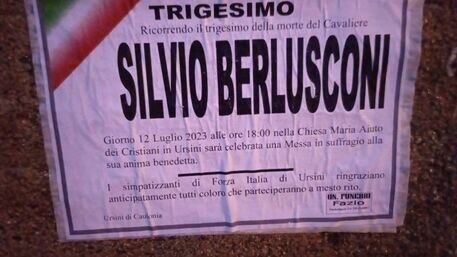 TRIGESIMO
Ricorrendo il trigesimo della morte del Cavaliere
SILVIO BERLUSCONI
Giorno 12 Luglio 2023 alle ore 18:00 nella Chiesa Maria Aiuto
dei Cristiani in Ursini sarà celebrata una Messa in suffragio alla
sua anima benedetta.
I simpatizzanti di Forza Italia di Ursini ringraziano
anticipatamente tutti coloro che parteciperanno a mesto rito.
ON. FUNEBRI
Fazio
Ursini di Caulonia